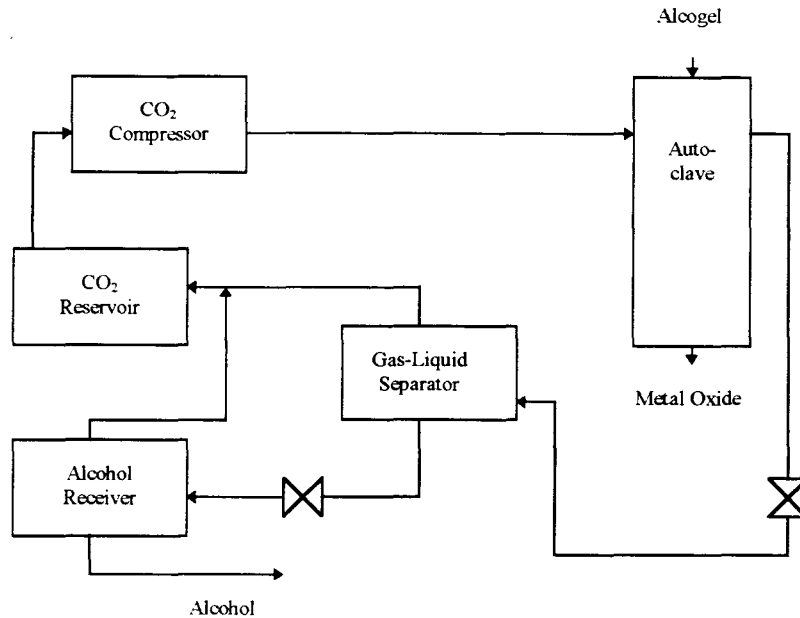 Alcogel
CO₂
Compressor
Auto-
clave
CO₂
Reservoir
Gas-Liquid
Separator
Metal Oxide
Alcohol
Receiver
Alcohol